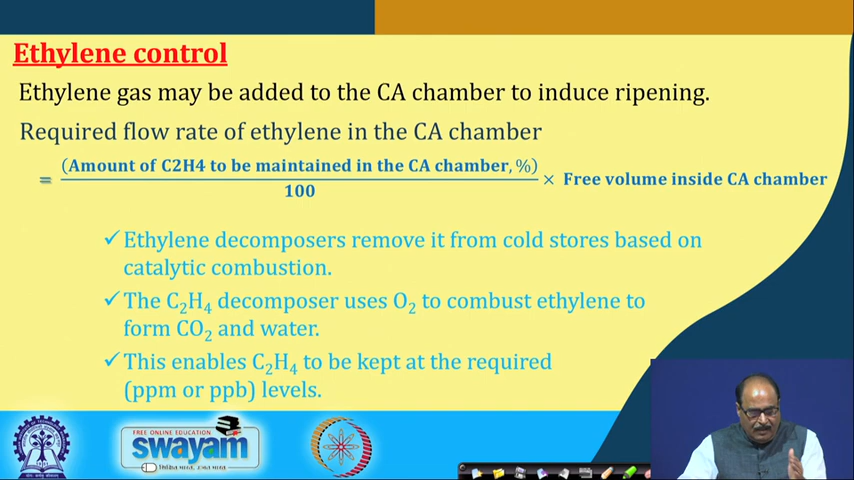 Ethylene control
Ethylene gas may be added to the CA chamber to induce ripening.
Required flow rate of ethylene in the CA chamber
= (Amount of C2H4 to be maintained in the CA chamber, %) / 100 × Free volume inside CA chamber
✓Ethylene decomposers remove it from cold stores based on
catalytic combustion.
✓The C₂H₄ decomposer uses O₂ to combust ethylene to
form CO₂ and water.
✓This enables C₂H₄ to be kept at the required
(ppm or ppb) levels.
FREE ONLINE EDUCATION
swayam